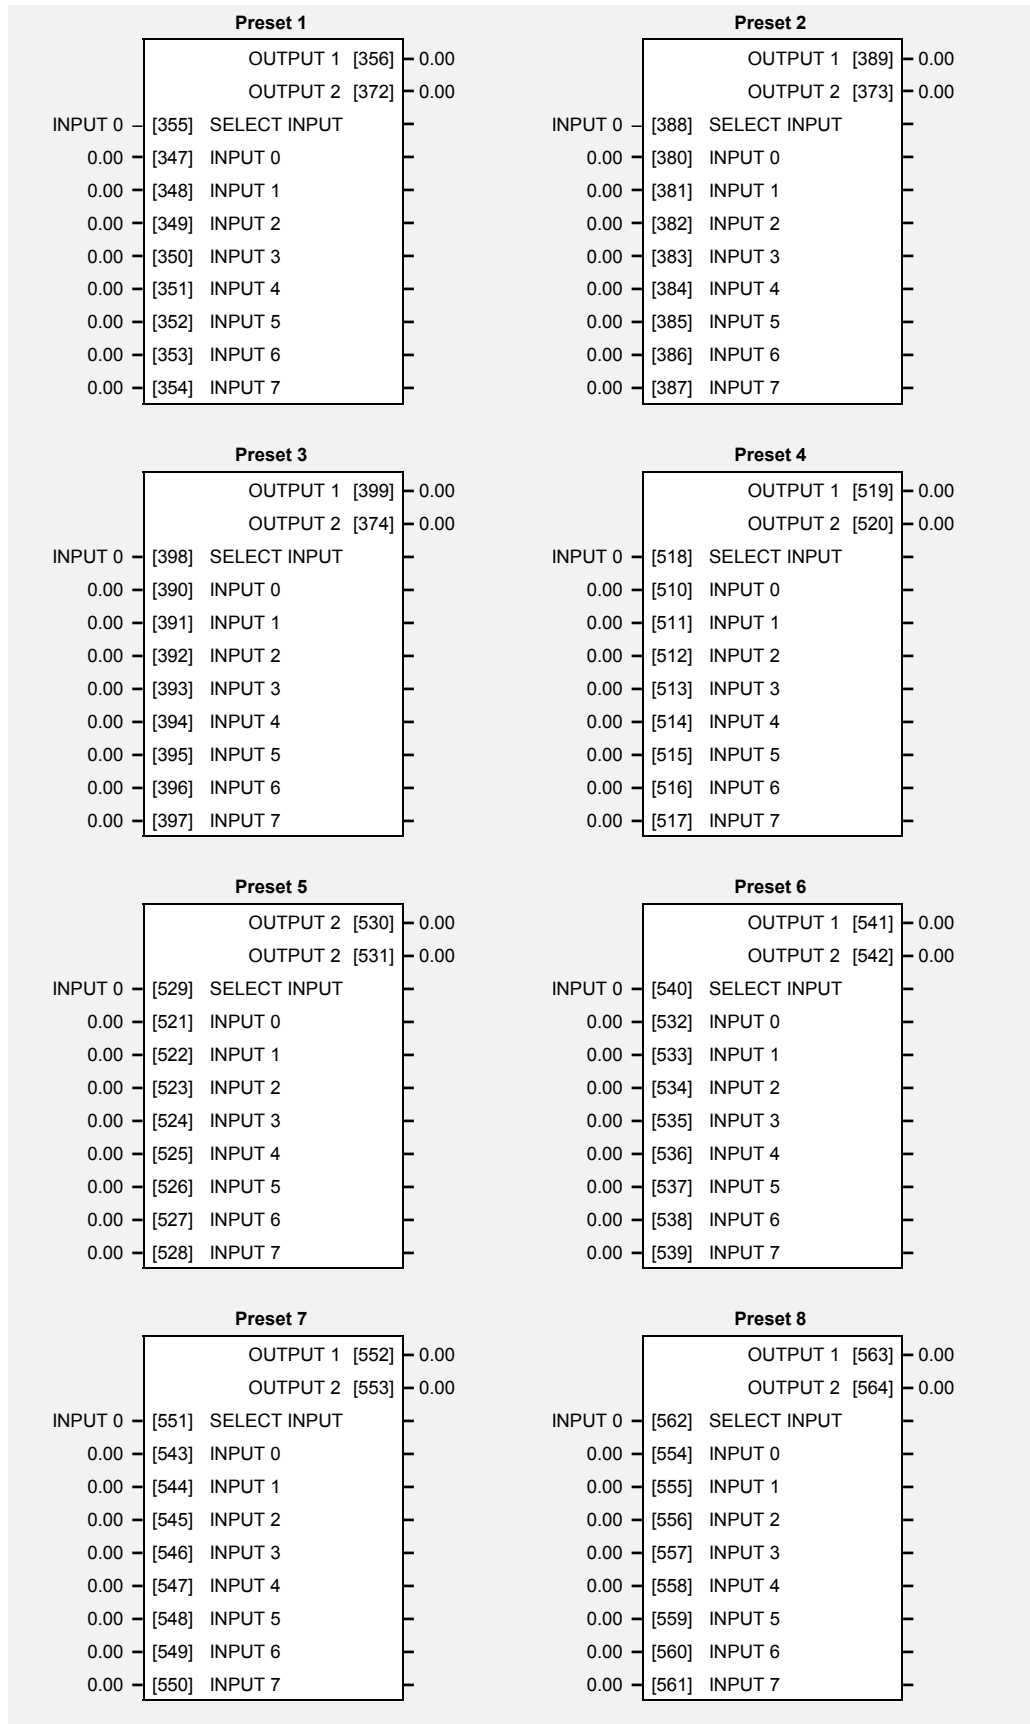 Preset 1
OUTPUT 1 [356] 0.00
OUTPUT 2 [372] 0.00
INPUT 0 [355] SELECT INPUT
0.00 [347] INPUT 0
0.00 [348] INPUT 1
0.00 [349] INPUT 2
0.00 [350] INPUT 3
0.00 [351] INPUT 4
0.00 [352] INPUT 5
0.00 [353] INPUT 6
0.00 [354] INPUT 7
Preset 2
OUTPUT 1 [389] 0.00
OUTPUT 2 [373] 0.00
INPUT 0 [388] SELECT INPUT
0.00 [380] INPUT 0
0.00 [381] INPUT 1
0.00 [382] INPUT 2
0.00 [383] INPUT 3
0.00 [384] INPUT 4
0.00 [385] INPUT 5
0.00 [386] INPUT 6
0.00 [387] INPUT 7
Preset 3
OUTPUT 1 [399] 0.00
OUTPUT 2 [374] 0.00
INPUT 0 [398] SELECT INPUT
0.00 [390] INPUT 0
0.00 [391] INPUT 1
0.00 [392] INPUT 2
0.00 [393] INPUT 3
0.00 [394] INPUT 4
0.00 [395] INPUT 5
0.00 [396] INPUT 6
0.00 [397] INPUT 7
Preset 4
OUTPUT 1 [519] 0.00
OUTPUT 2 [520] 0.00
INPUT 0 [518] SELECT INPUT
0.00 [510] INPUT 0
0.00 [511] INPUT 1
0.00 [512] INPUT 2
0.00 [513] INPUT 3
0.00 [514] INPUT 4
0.00 [515] INPUT 5
0.00 [516] INPUT 6
0.00 [517] INPUT 7
Preset 5
OUTPUT 2 [530] 0.00
OUTPUT 2 [531] 0.00
INPUT 0 [529] SELECT INPUT
0.00 [521] INPUT 0
0.00 [522] INPUT 1
0.00 [523] INPUT 2
0.00 [524] INPUT 3
0.00 [525] INPUT 4
0.00 [526] INPUT 5
0.00 [527] INPUT 6
0.00 [528] INPUT 7
Preset 6
OUTPUT 1 [541] 0.00
OUTPUT 2 [542] 0.00
INPUT 0 [540] SELECT INPUT
0.00 [532] INPUT 0
0.00 [533] INPUT 1
0.00 [534] INPUT 2
0.00 [535] INPUT 3
0.00 [536] INPUT 4
0.00 [537] INPUT 5
0.00 [538] INPUT 6
0.00 [539] INPUT 7
Preset 7
OUTPUT 1 [552] 0.00
OUTPUT 2 [553] 0.00
INPUT 0 [551] SELECT INPUT
0.00 [543] INPUT 0
0.00 [544] INPUT 1
0.00 [545] INPUT 2
0.00 [546] INPUT 3
0.00 [547] INPUT 4
0.00 [548] INPUT 5
0.00 [549] INPUT 6
0.00 [550] INPUT 7
Preset 8
OUTPUT 1 [563] 0.00
OUTPUT 2 [564] 0.00
INPUT 0 [562] SELECT INPUT
0.00 [554] INPUT 0
0.00 [555] INPUT 1
0.00 [556] INPUT 2
0.00 [557] INPUT 3
0.00 [558] INPUT 4
0.00 [559] INPUT 5
0.00 [560] INPUT 6
0.00 [561] INPUT 7